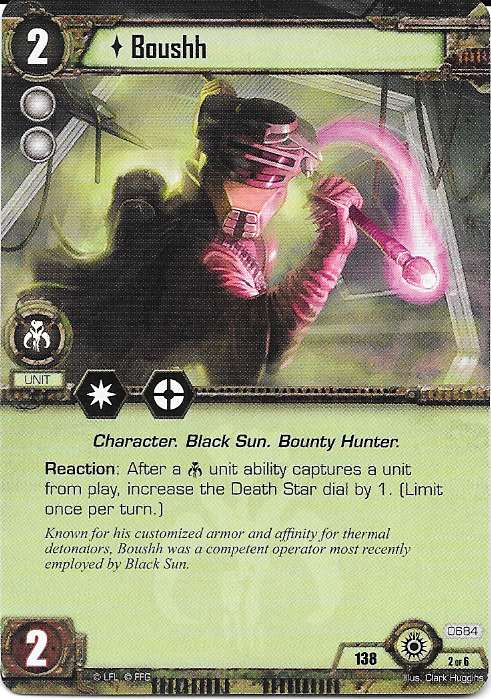 2
Boushh
UNIT
Character. Black Sun. Bounty Hunter.
Reaction: After a unit ability captures a unit
from play, increase the Death Star dial by 1. (Limit
once per turn.)
Known for his customized armor and affinity for thermal
detonators, Boushh was a competent operator most recently
employed by Black Sun.
0684
2
138
2 OF 6
© LFL © FFG
Illus. Clark Huggins